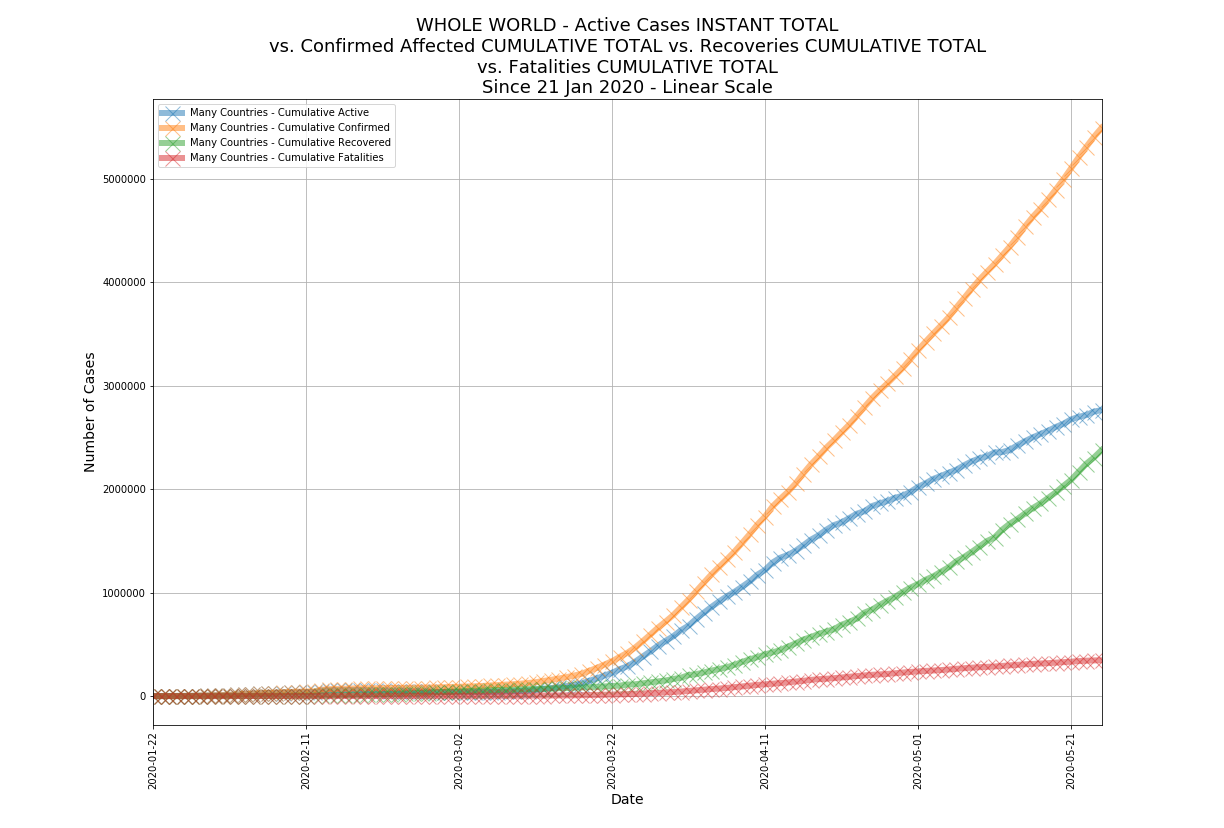 WHOLE WORLD - Active Cases INSTANT TOTAL
vs. Confirmed Affected CUMULATIVE TOTAL vs. Recoveries CUMULATIVE TOTAL
vs. Fatalities CUMULATIVE TOTAL
Since 21 Jan 2020 - Linear Scale
Many Countries - Cumulative Active
Many Countries - Cumulative Confirmed
Many Countries - Cumulative Recovered
Many Countries - Cumulative Fatalities
Number of Cases
5000000
4000000
3000000
2000000
1000000
0
2020-01-22
2020-02-11
2020-03-02
2020-03-22
2020-04-11
2020-05-01
2020-05-21
Date